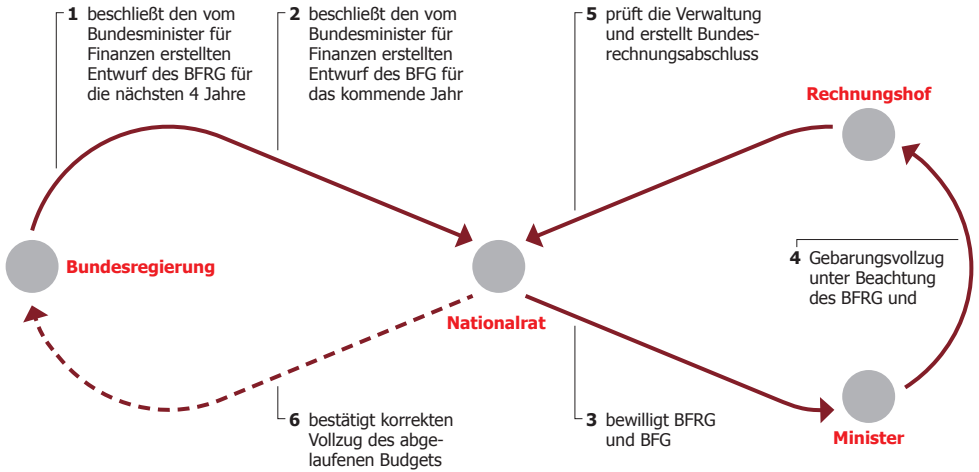 1 beschließt den vom
Bundesminister für
Finanzen erstellten
Entwurf des BFRG für
die nächsten 4 Jahre
2 beschließt den vom
Bundesminister für
Finanzen erstellten
Entwurf des BFG für
das kommende Jahr
5 prüft die Verwaltung
und erstellt Bundes-
rechnungsabschluss
Rechnungshof
Bundesregierung
Nationalrat
4 Gebarungsvollzug
unter Beachtung
des BFRG und
6 bestätigt korrekten
Vollzug des abge-
laufenen Budgets
3 bewilligt BFRG
und BFG
Minister